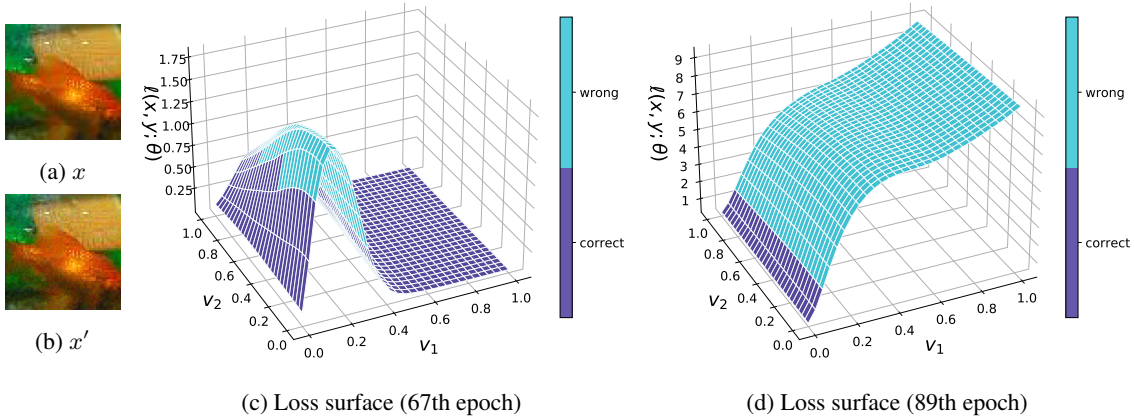 (a) x
(b) x′
1.75
1.50
1.25
1.00
0.75
0.50
0.25
ℓ(x, y; θ)
1.0
0.8
0.6
0.4
0.2
0.0
v₂
0.0
0.2
0.4
0.6
0.8
1.0
v₁
wrong
correct
(c) Loss surface (67th epoch)
9
8
7
6
5
4
3
2
1
ℓ(x, y; θ)
1.0
0.8
0.6
0.4
0.2
0.0
v₂
0.0
0.2
0.4
0.6
0.8
1.0
v₁
wrong
correct
(d) Loss surface (89th epoch)